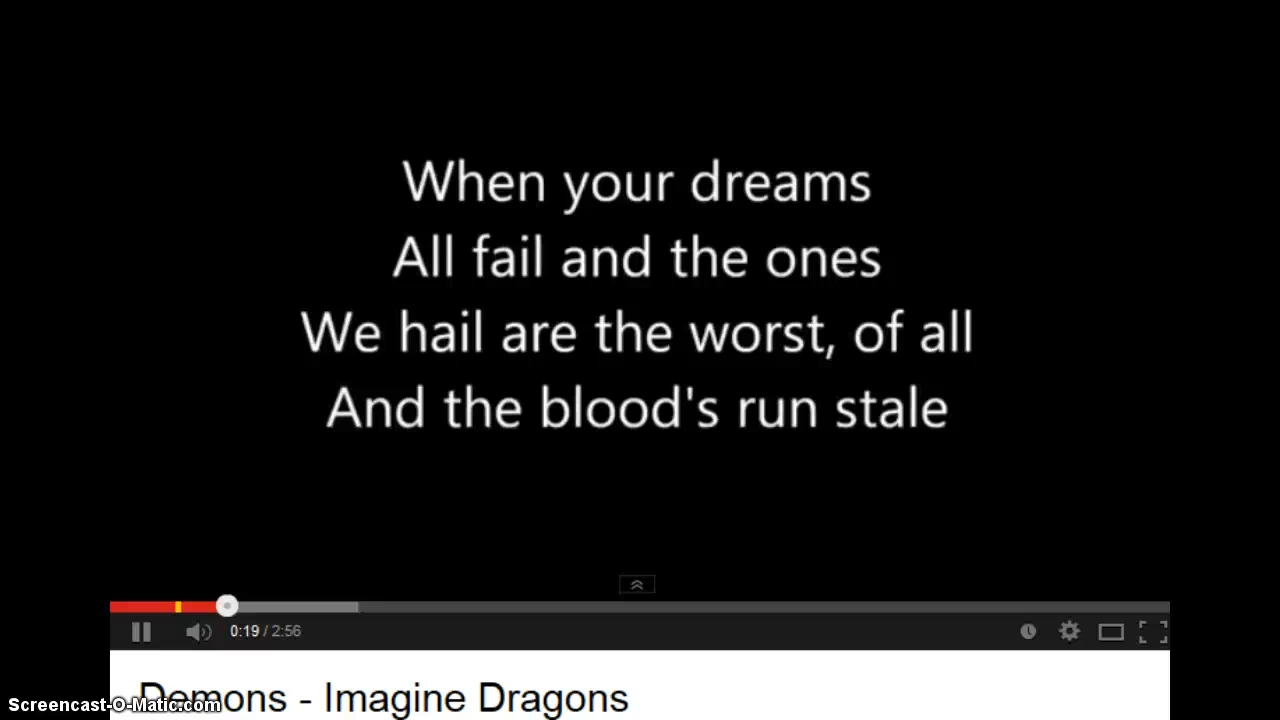 When your dreams
All fail and the ones
We hail are the worst, of all
And the blood's run stale
0:19 / 2:56
Demons - Imagine Dragons
Screencast-O-Matic.com